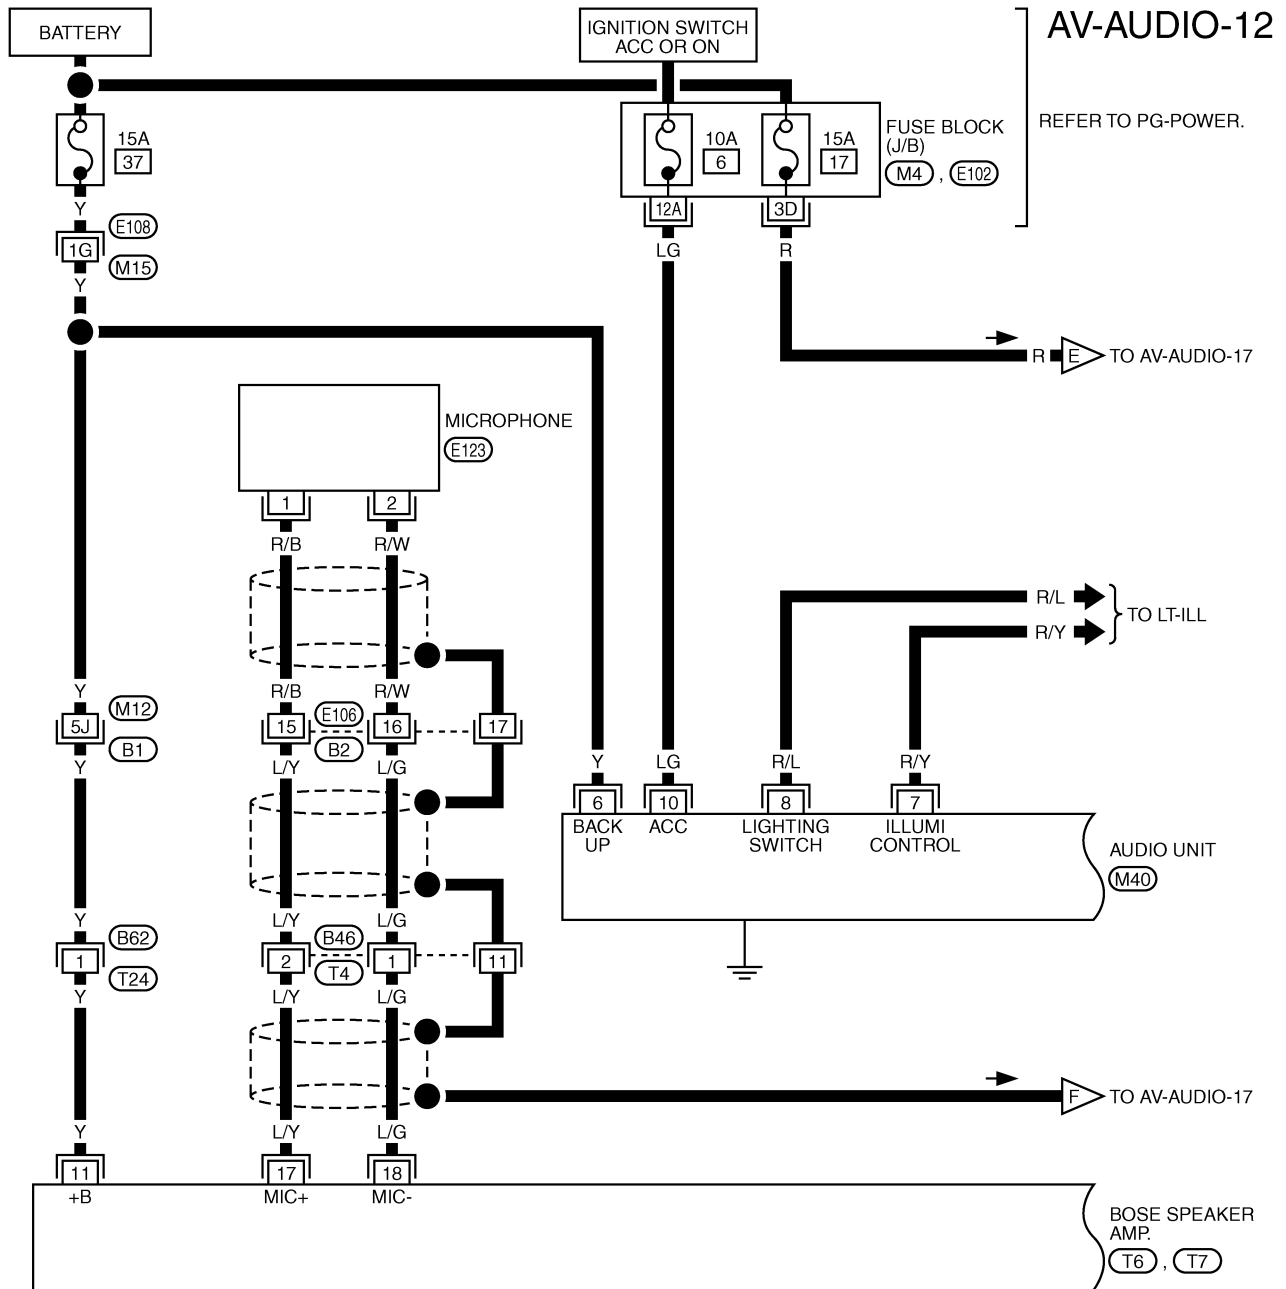 AV-AUDIO-12
BATTERY
IGNITION SWITCH
ACC OR ON
REFER TO PG-POWER.
15A
37
10A
6
15A
17
FUSE BLOCK
(J/B)
M4 , E102
12A
3D
Y
E108
1G
M15
Y
LG
R
R
E
TO AV-AUDIO-17
MICROPHONE
E123
1
2
R/B
R/W
R/L
R/Y
TO LT-ILL
Y
M12
5J
B1
Y
R/B
R/W
15
E106
16
17
B2
L/Y
L/G
Y
LG
R/L
R/Y
6
10
8
7
BACK
UP
ACC
LIGHTING
SWITCH
ILLUMI
CONTROL
AUDIO UNIT
M40
Y
B62
1
T24
Y
L/Y
L/G
2
B46
1
11
T4
L/Y
L/G
F
TO AV-AUDIO-17
Y
L/Y
L/G
11
17
18
+B
MIC+
MIC-
BOSE SPEAKER
AMP.
T6 , T7